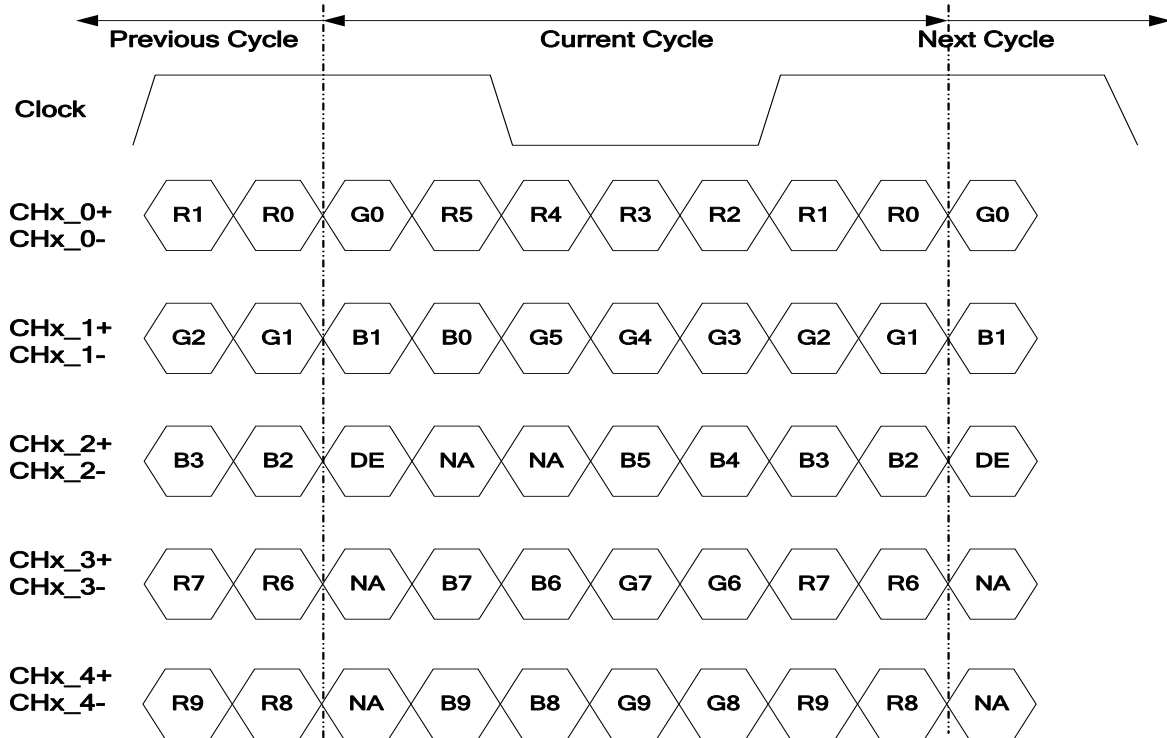 Previous Cycle Current Cycle Next Cycle
Clock
CHx_0+
CHx_0-
R1 R0 G0 R5 R4 R3 R2 R1 R0 G0
CHx_1+
CHx_1-
G2 G1 B1 B0 G5 G4 G3 G2 G1 B1
CHx_2+
CHx_2-
B3 B2 DE NA NA B5 B4 B3 B2 DE
CHx_3+
CHx_3-
R7 R6 NA B7 B6 G7 G6 R7 R6 NA
CHx_4+
CHx_4-
R9 R8 NA B9 B8 G9 G8 R9 R8 NA